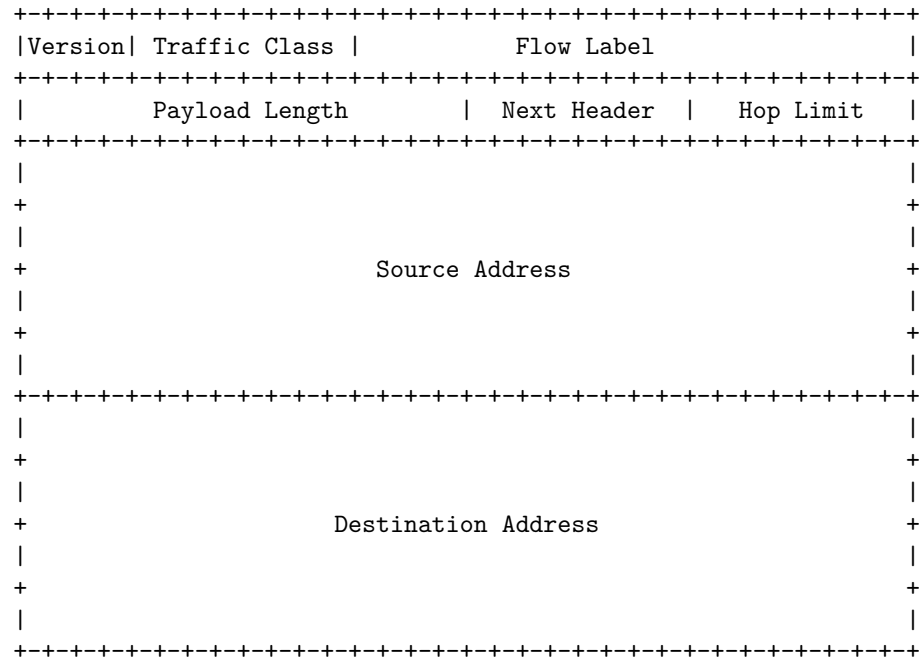 Version Traffic Class Flow Label
Payload Length Next Header Hop Limit
Source Address
Destination Address